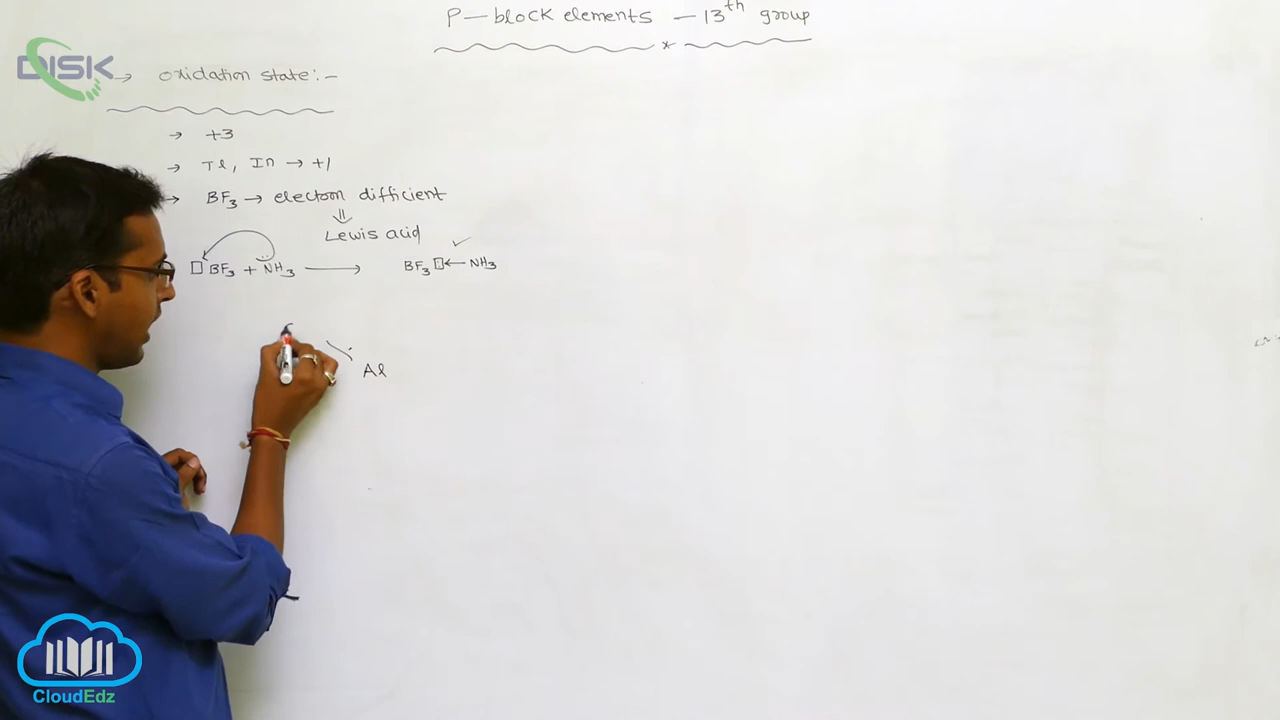 P-block elements - 13th group
DISK
→ oxidation state:-
→ +3
→ Tl, In → +1
→ BF3 → electron difficient
⇓
Lewis acid
□ BF3 + NH3 → BF3 □ ← NH3
Al
CloudEdz